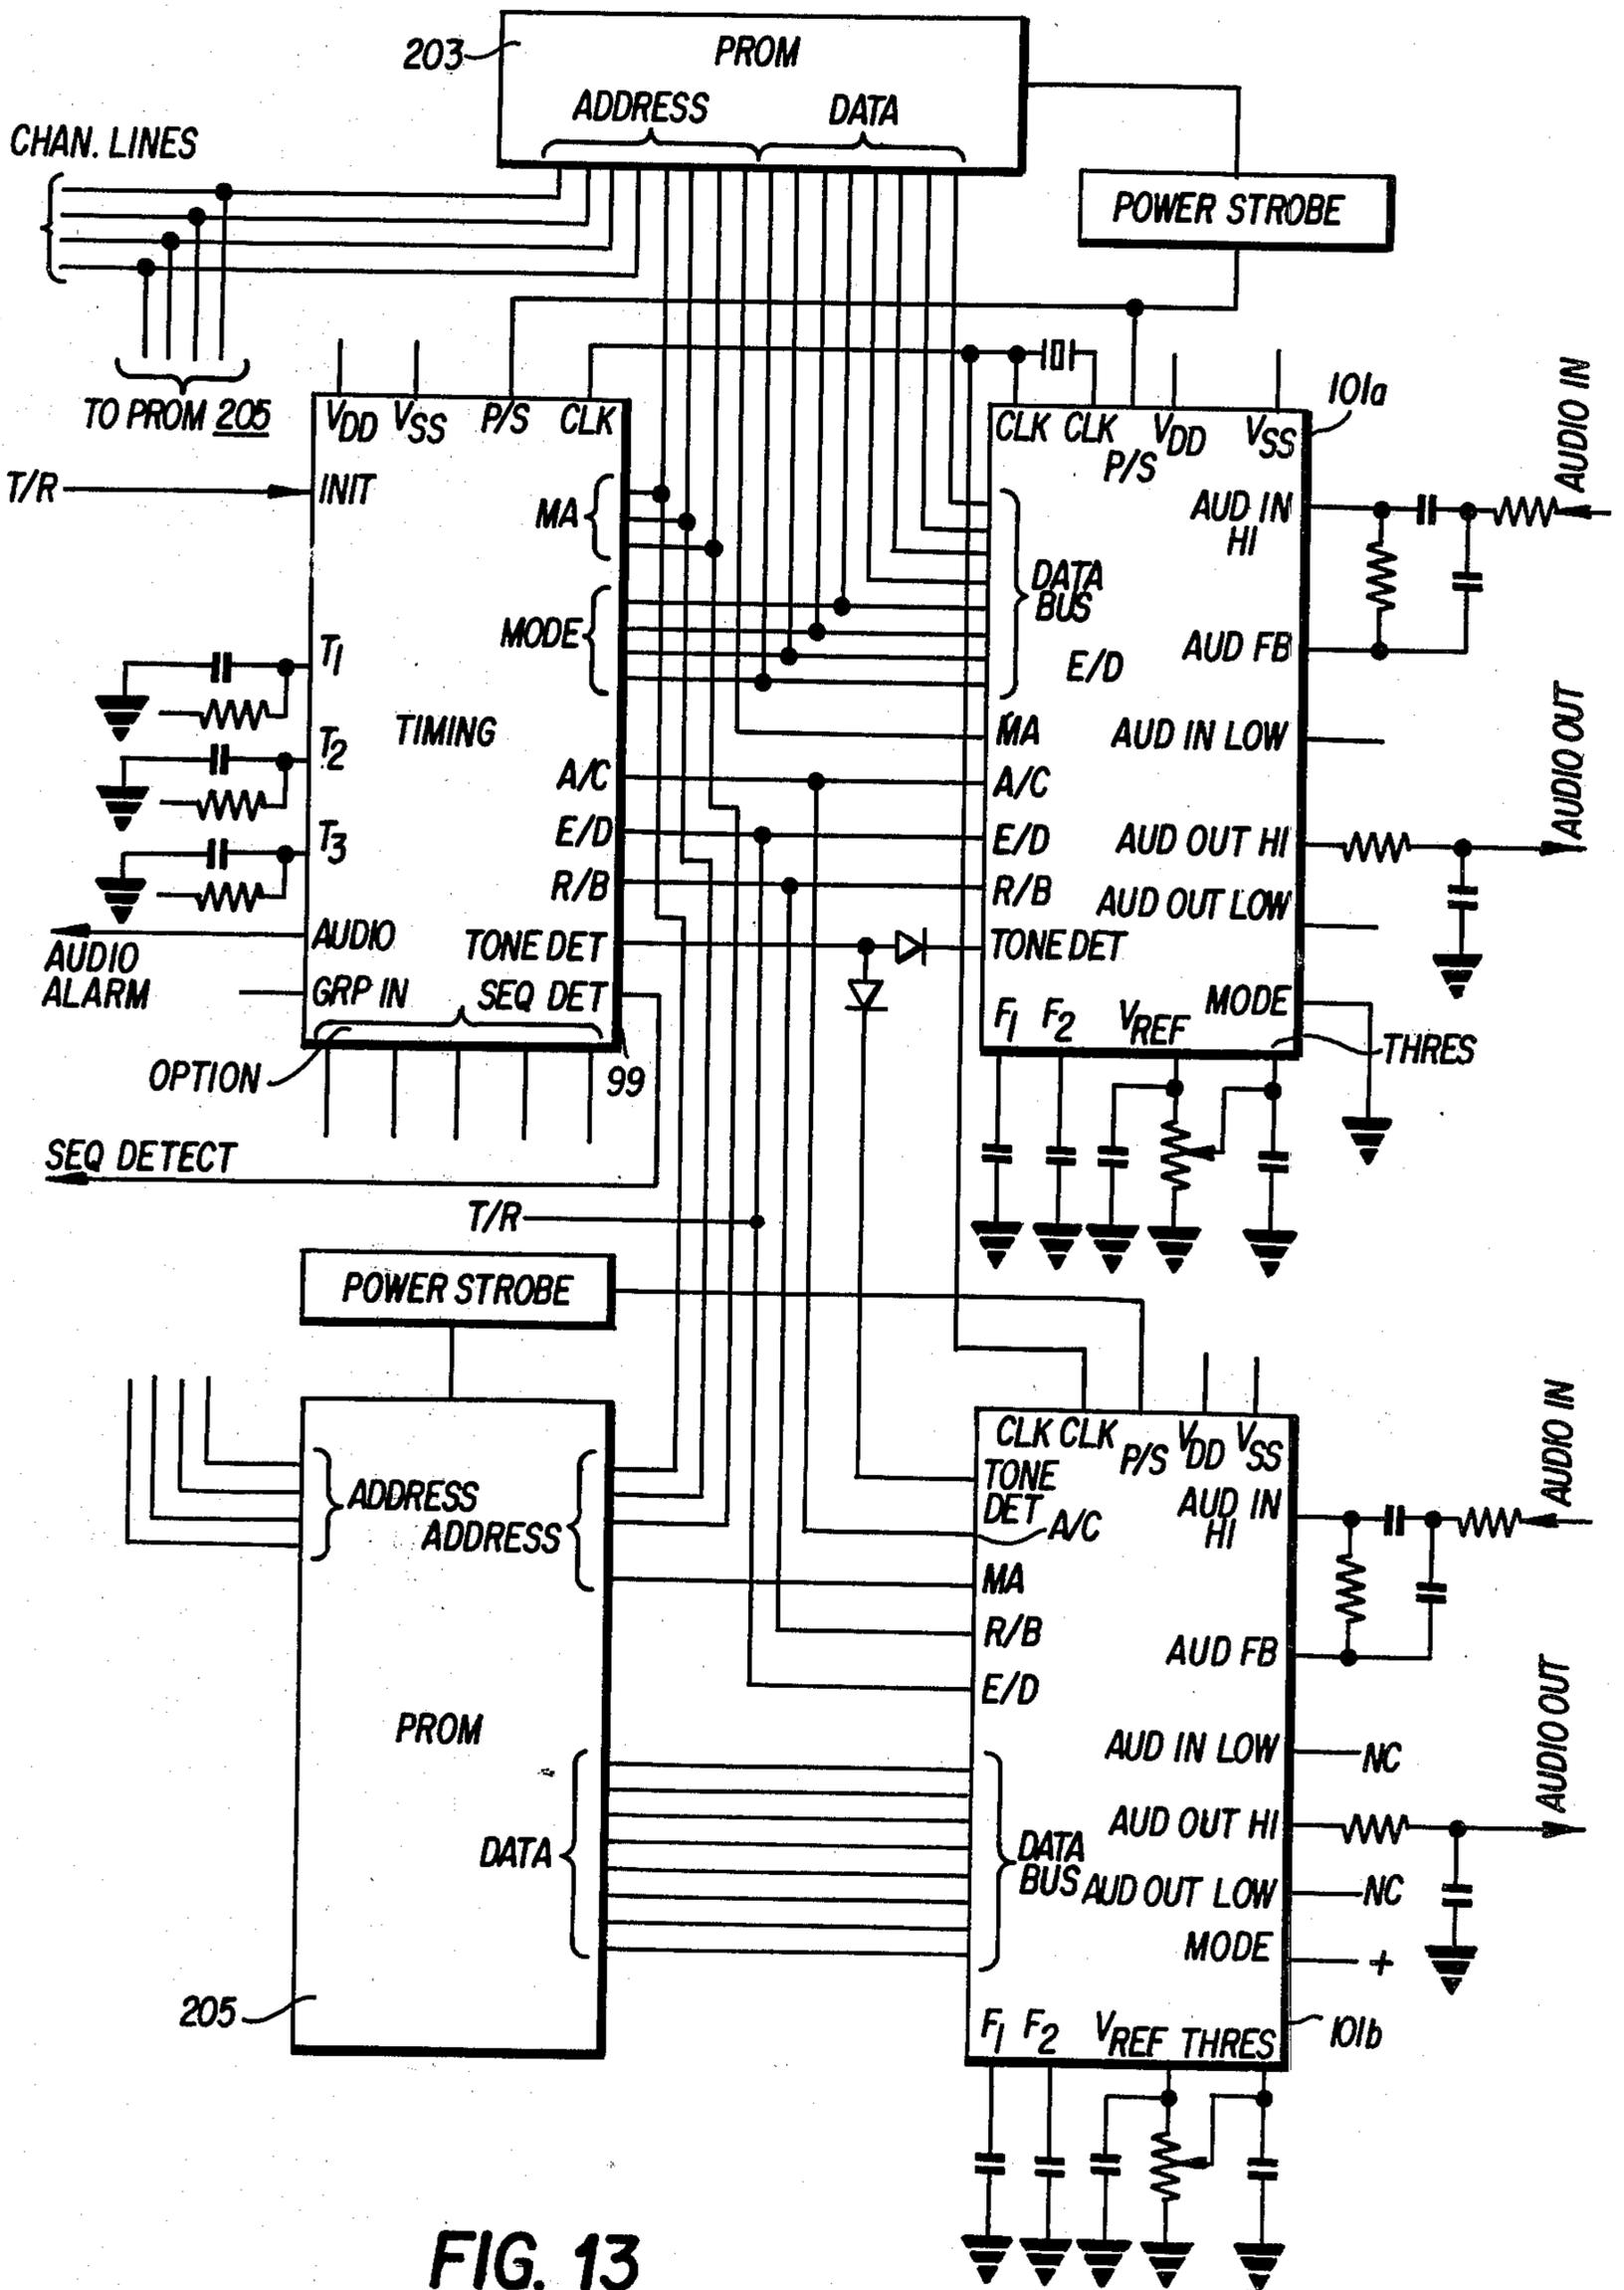 203
PROM
ADDRESS
DATA
CHAN. LINES
POWER STROBE
TO PROM 205
VDD
VSS
P/S
CLK
T/R
INIT
MA
MODE
T1
T2
T3
TIMING
A/C
E/D
R/B
AUDIO
TONE DET
AUDIO ALARM
GRP IN
SEQ DET
OPTION
99
SEQ DETECT
CLK
CLK
P/S
VDD
VSS
101a
AUD IN HI
AUDIO IN
DATA BUS
E/D
AUD FB
MA
AUD IN LOW
A/C
AUDIO OUT
E/D
AUD OUT HI
R/B
AUD OUT LOW
TONE DET
MODE
F1
F2
VREF
THRES
T/R
POWER STROBE
ADDRESS
ADDRESS
PROM
DATA
205
CLK
CLK
P/S
VDD
VSS
TONE DET
A/C
AUD IN HI
AUDIO IN
MA
R/B
AUD FB
E/D
AUD IN LOW
NC
AUDIO OUT
AUD OUT HI
DATA BUS
AUD OUT LOW
NC
MODE
+
F1
F2
VREF
THRES
101b
FIG. 13